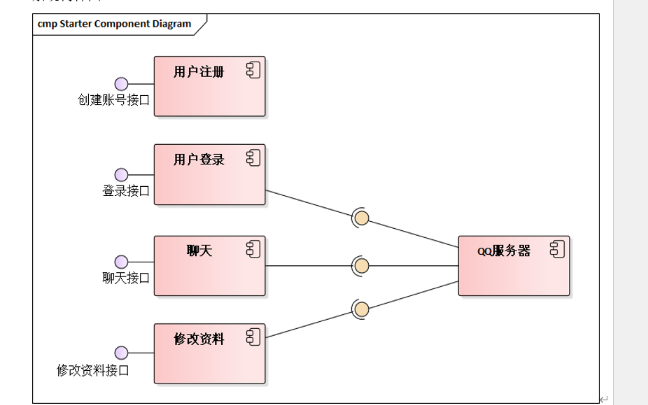 cmp Starter Component Diagram
用户注册
创建账号接口
用户登录
登录接口
聊天
QQ服务器
聊天接口
修改资料
修改资料接口